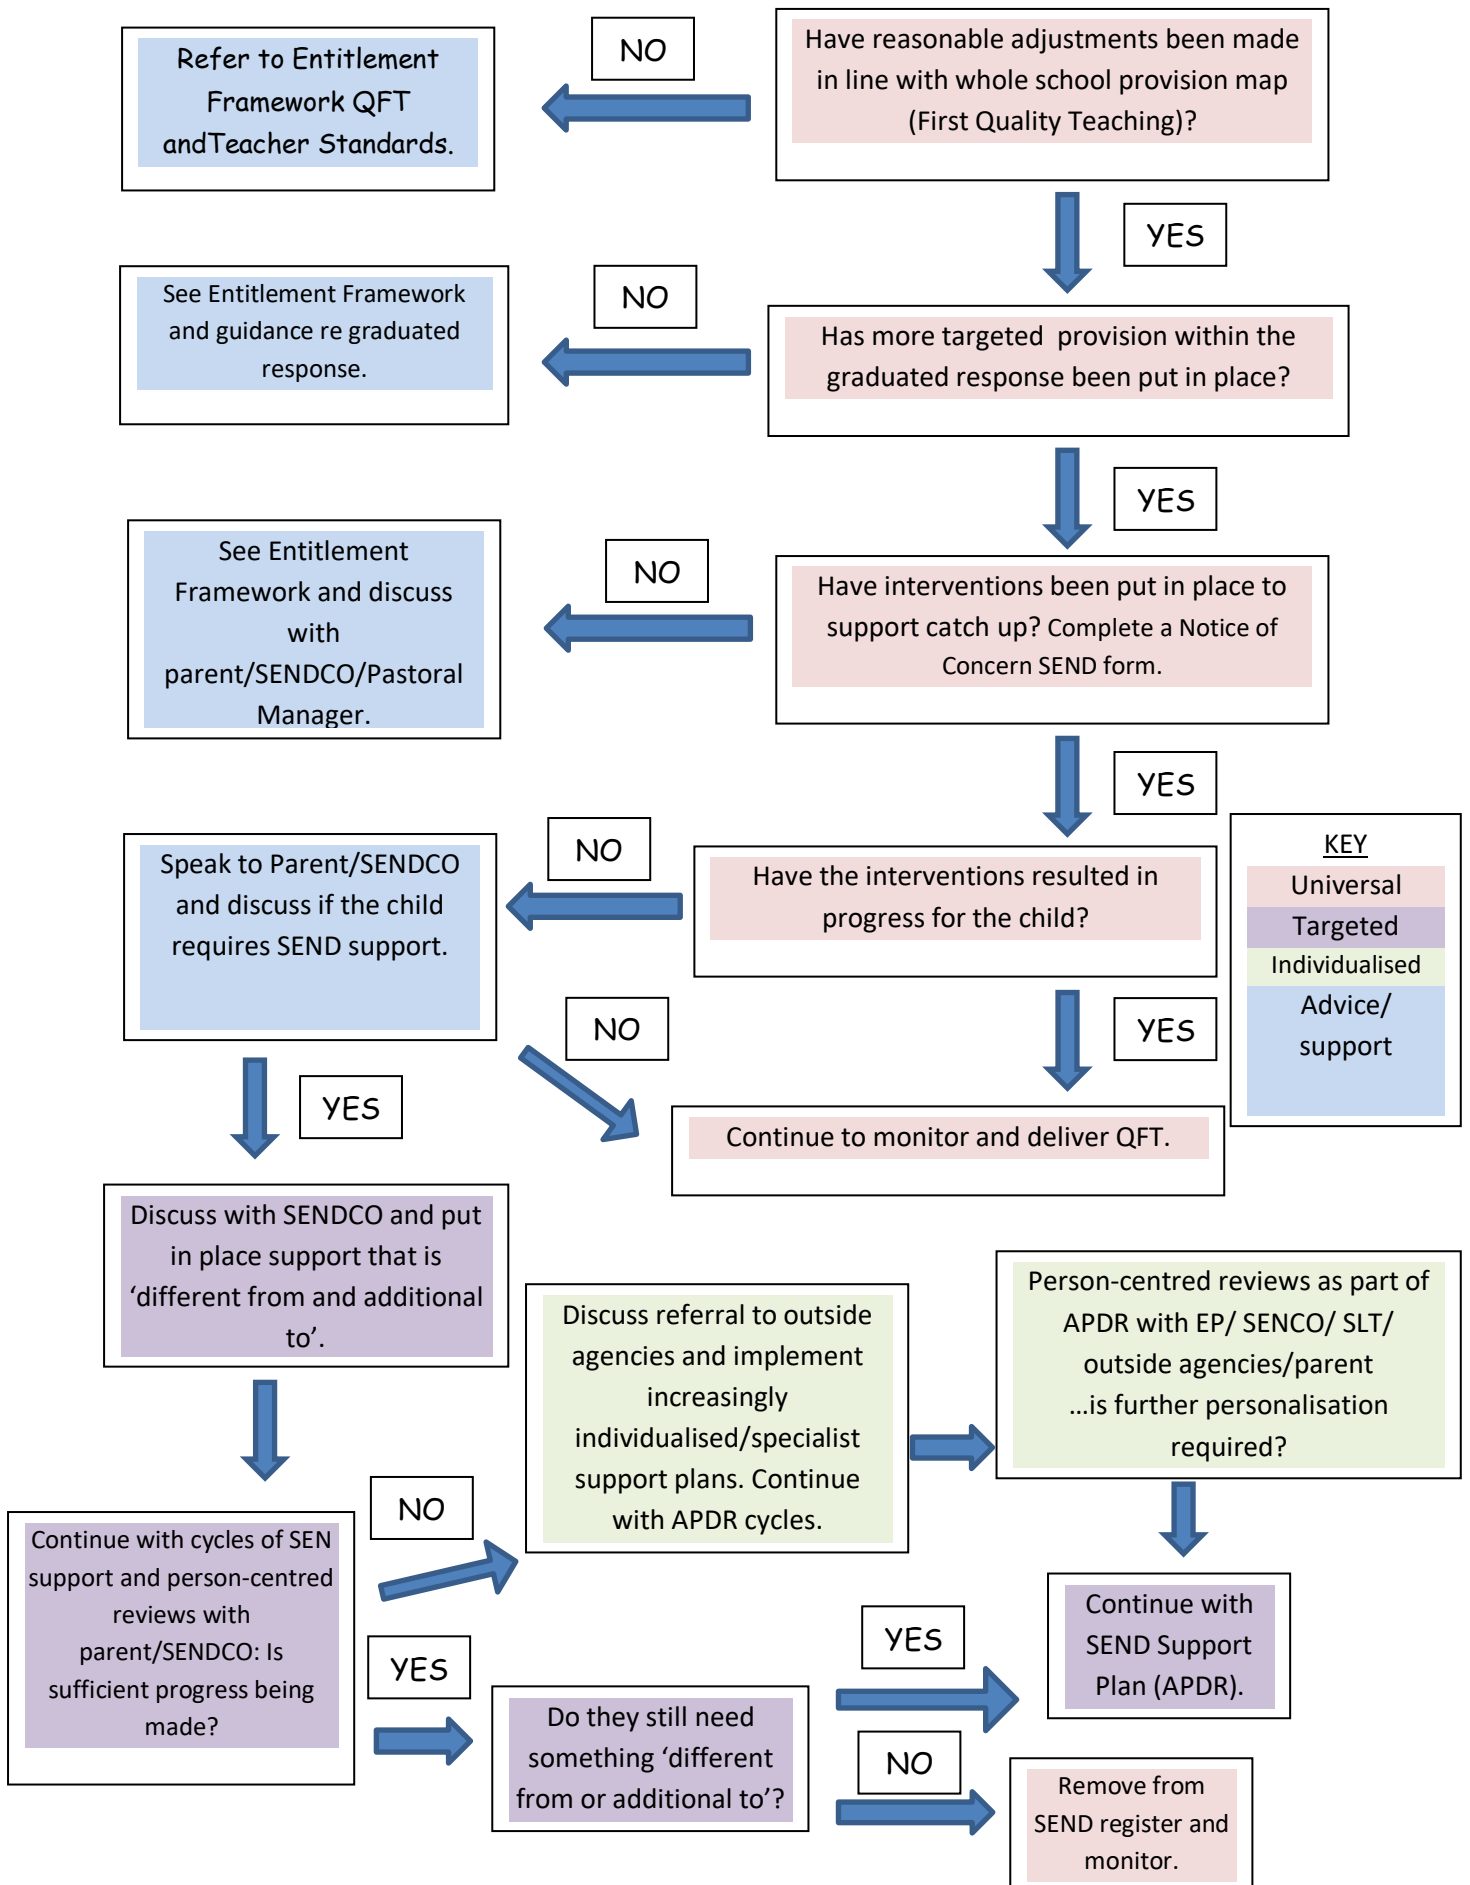 Refer to Entitlement
Framework QFT
andTeacher Standards.
NO
Have reasonable adjustments been made
in line with whole school provision map
(First Quality Teaching)?
YES
See Entitlement Framework
and guidance re graduated
response.
NO
Has more targeted  provision within the
graduated response been put in place?
YES
See Entitlement
Framework and discuss
with
parent/SENDCO/Pastoral
Manager.
NO
Have interventions been put in place to
support catch up? Complete a Notice of
Concern SEND form.
YES
Speak to Parent/SENDCO
and discuss if the child
requires SEND support.
NO
Have the interventions resulted in
progress for the child?
KEY
Universal
Targeted
Individualised
Advice/
support
NO
YES
YES
Continue to monitor and deliver QFT.
Discuss with SENDCO and put
in place support that is
‘different from and additional
to’.
Discuss referral to outside
agencies and implement
increasingly
individualised/specialist
support plans. Continue
with APDR cycles.
Person-centred reviews as part of
APDR with EP/ SENCO/ SLT/
outside agencies/parent
…is further personalisation
required?
NO
Continue with cycles of SEN
support and person-centred
reviews with
parent/SENDCO: Is
sufficient progress being
made?
YES
Do they still need
something ‘different
from or additional to’?
YES
Continue with
SEND Support
Plan (APDR).
NO
Remove from
SEND register and
monitor.